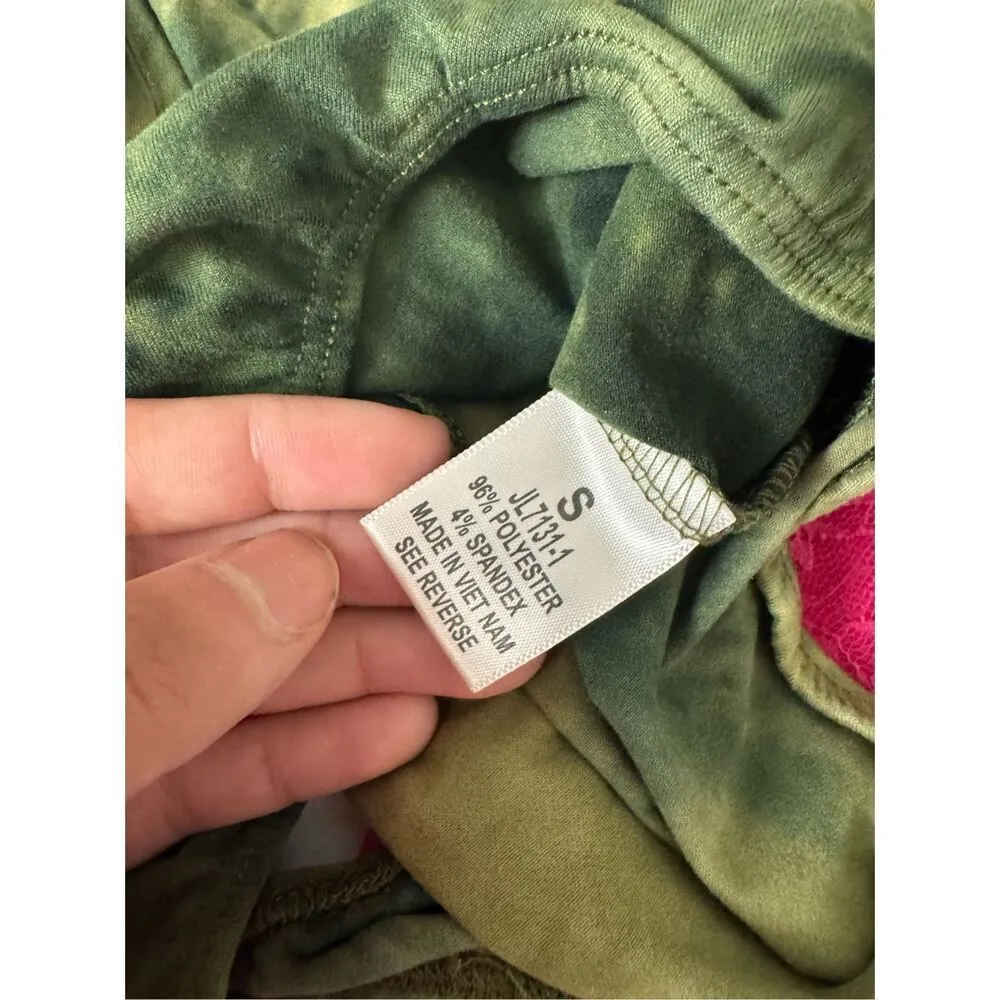 S
JL7131-1
96% POLYESTER
4% SPANDEX
MADE IN VIET NAM
SEE REVERSE